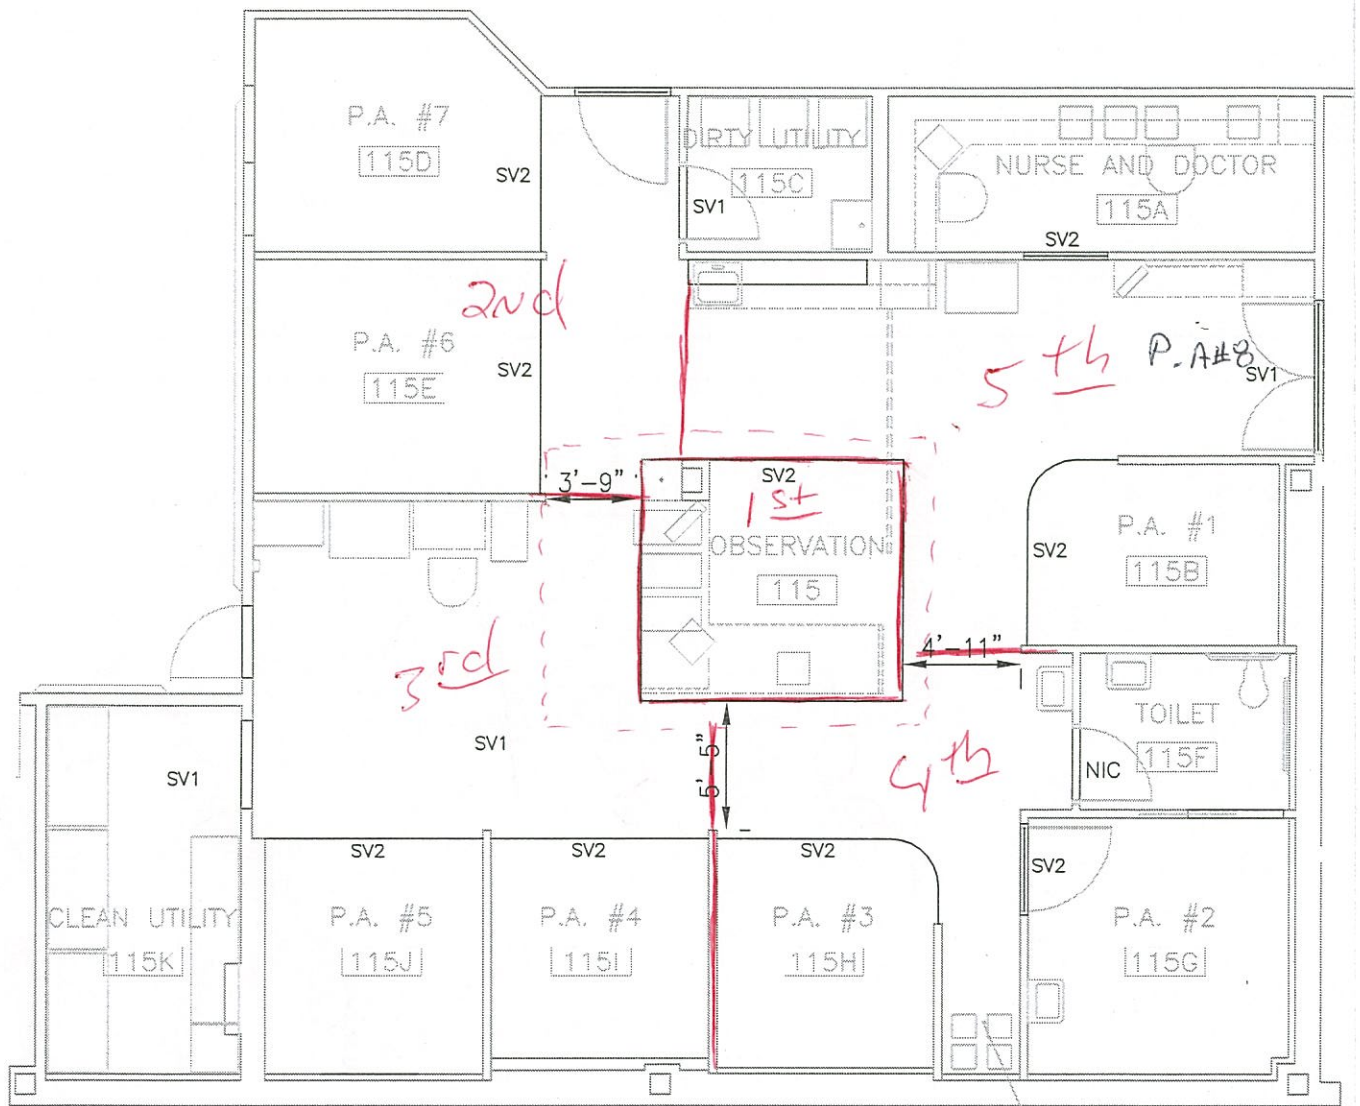 P.A. #7
115D
SV2
DIRTY UTILITY
115C
SV1
NURSE AND DOCTOR
115A
SV2
2nd
P.A. #6
115E
SV2
5th
P.A#8
SV1
3'-9"
SV2
1st
OBSERVATION
115
P.A. #1
115B
SV2
4'-11"
3rd
SV1
5'  5"
4th
TOILET
115F
NIC
SV1
CLEAN UTILITY
115K
SV2
P.A. #5
115J
SV2
P.A. #4
115I
SV2
P.A. #3
115H
SV2
P.A. #2
115G